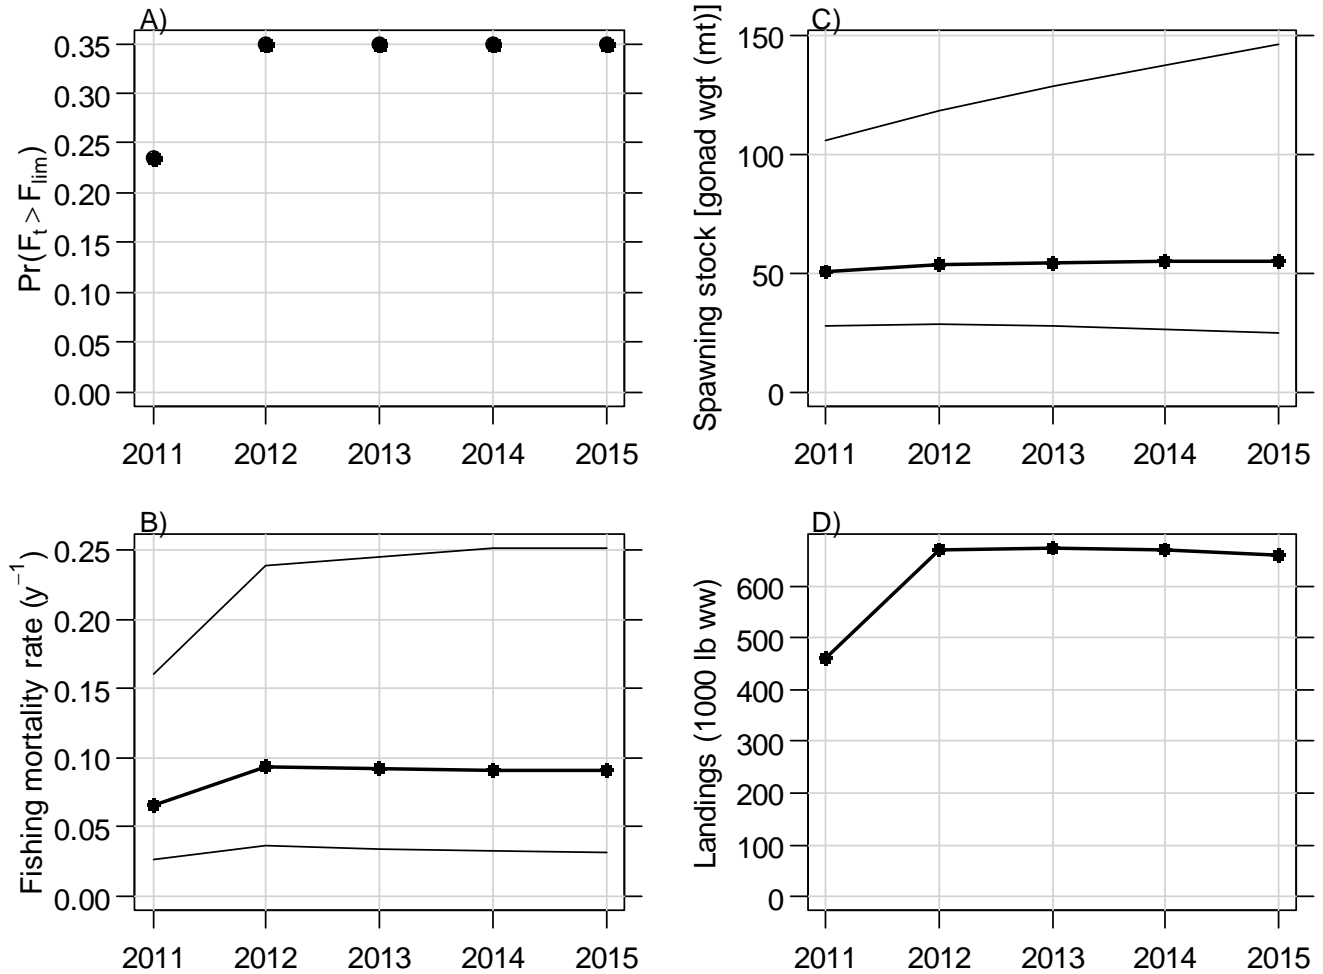 A)
Pr(Ft > Flim)
0.35
0.30
0.25
0.20
0.15
0.10
0.05
0.00
2011 2012 2013 2014 2015
C)
Spawning stock [gonad wgt (mt)]
150
100
50
0
2011 2012 2013 2014 2015
B)
Fishing mortality rate (y−1)
0.25
0.20
0.15
0.10
0.05
0.00
2011 2012 2013 2014 2015
D)
Landings (1000 lb ww)
600
500
400
300
200
100
0
2011 2012 2013 2014 2015